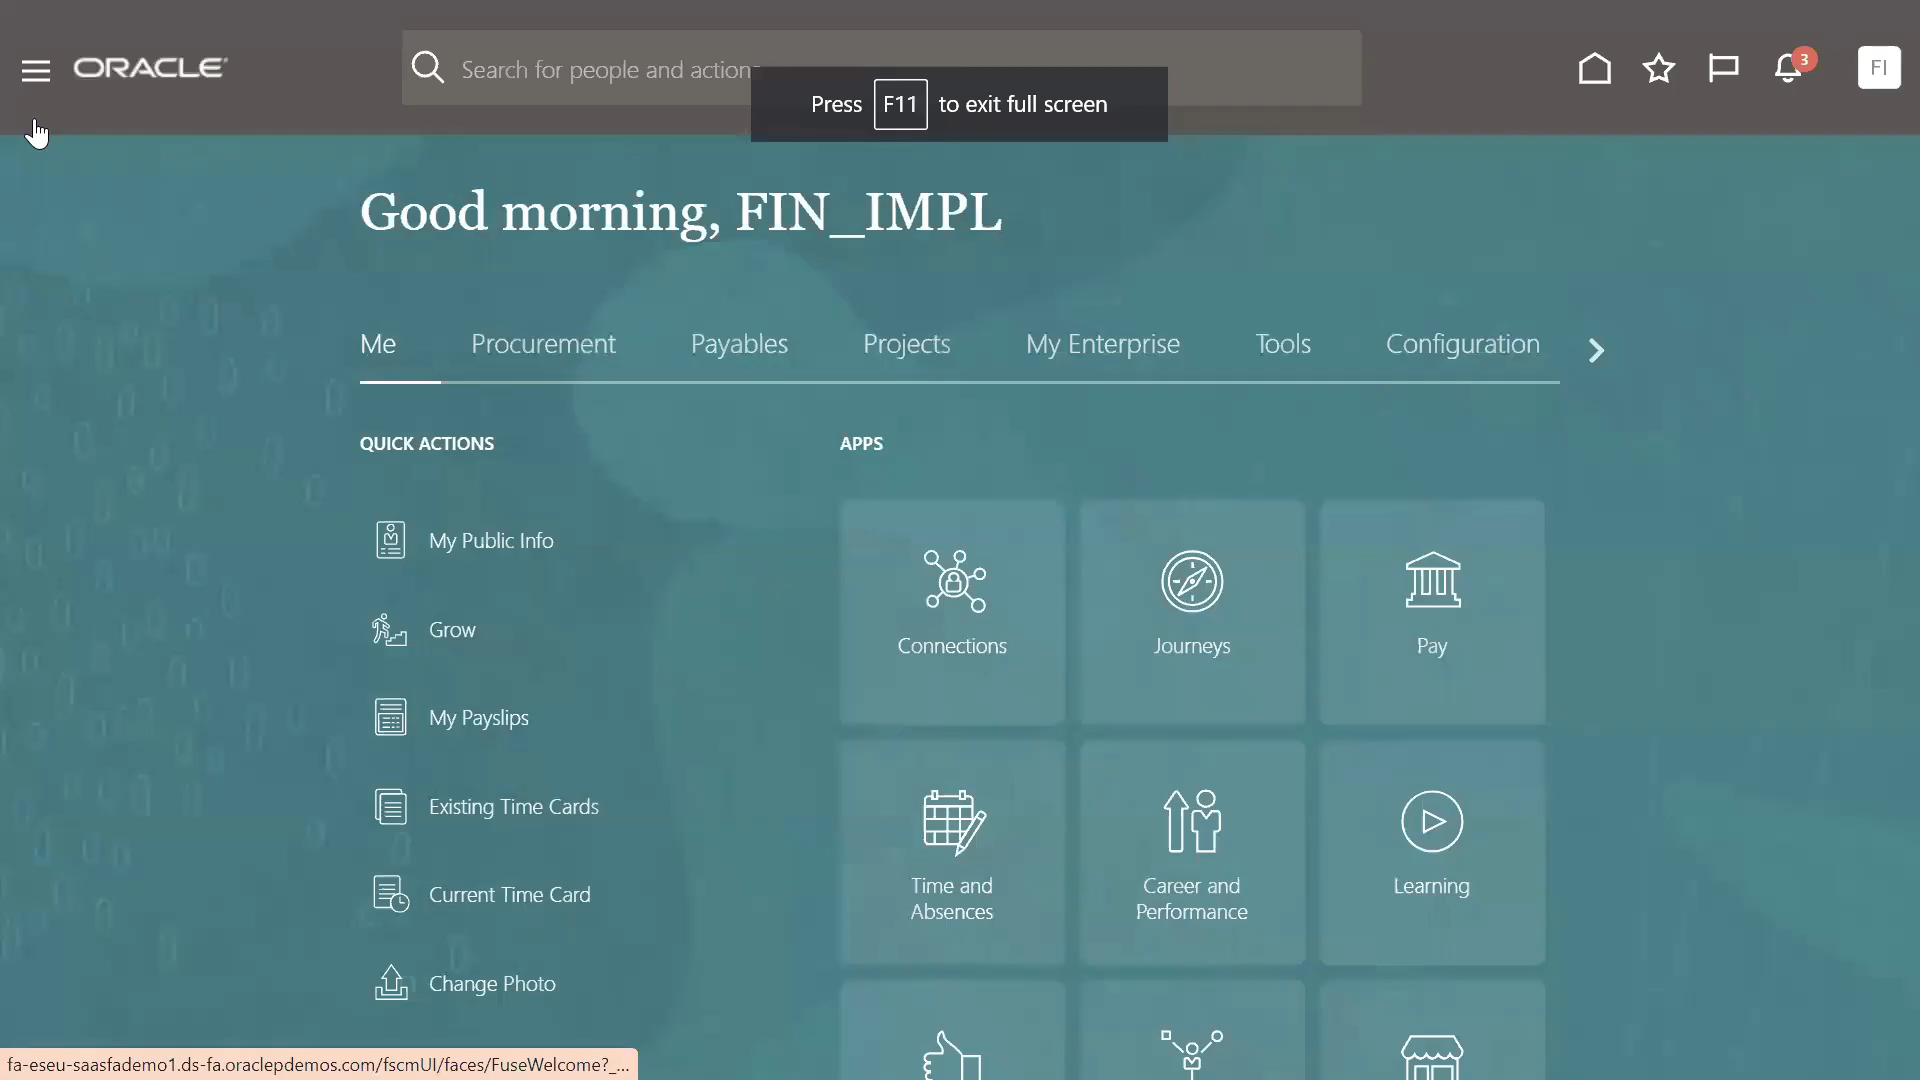 ORACLE
Search for people and action
Press F11 to exit full screen
3
FI
Good morning, FIN_IMPL
Me Procurement Payables Projects My Enterprise Tools Configuration
QUICK ACTIONS
My Public Info
Grow
My Payslips
Existing Time Cards
Current Time Card
Change Photo
APPS
Connections
Journeys
Pay
Time and
Absences
Career and
Performance
Learning
fa-eseu-saasfademo1.ds-fa.oraclepdemos.com/fscmUI/faces/FuseWelcome?_...